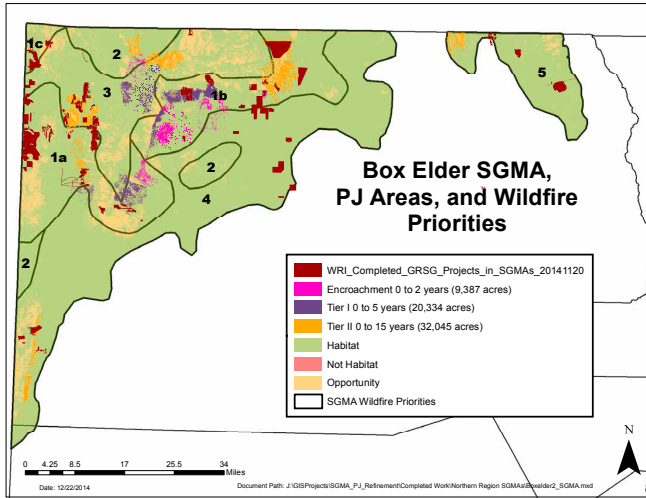 1c
2
3
1b
1a
2
4
5
2
Box Elder SGMA,
PJ Areas, and Wildfire
Priorities
WRI_Completed_GRSG_Projects_in_SGMAs_20141120
Encroachment 0 to 2 years (9,387 acres)
Tier I 0 to 5 years (20,334 acres)
Tier II 0 to 15 years (32,045 acres)
Habitat
Not Habitat
Opportunity
SGMA Wildfire Priorities
N
0 4.25 8.5 17 25.5 34
Miles
Date: 12/22/2014
Document Path: J:\GISProjects\SGMA_PJ_Refinement\Completed Work\Northern Region SGMAs\Boxelder2_SGMA.mxd